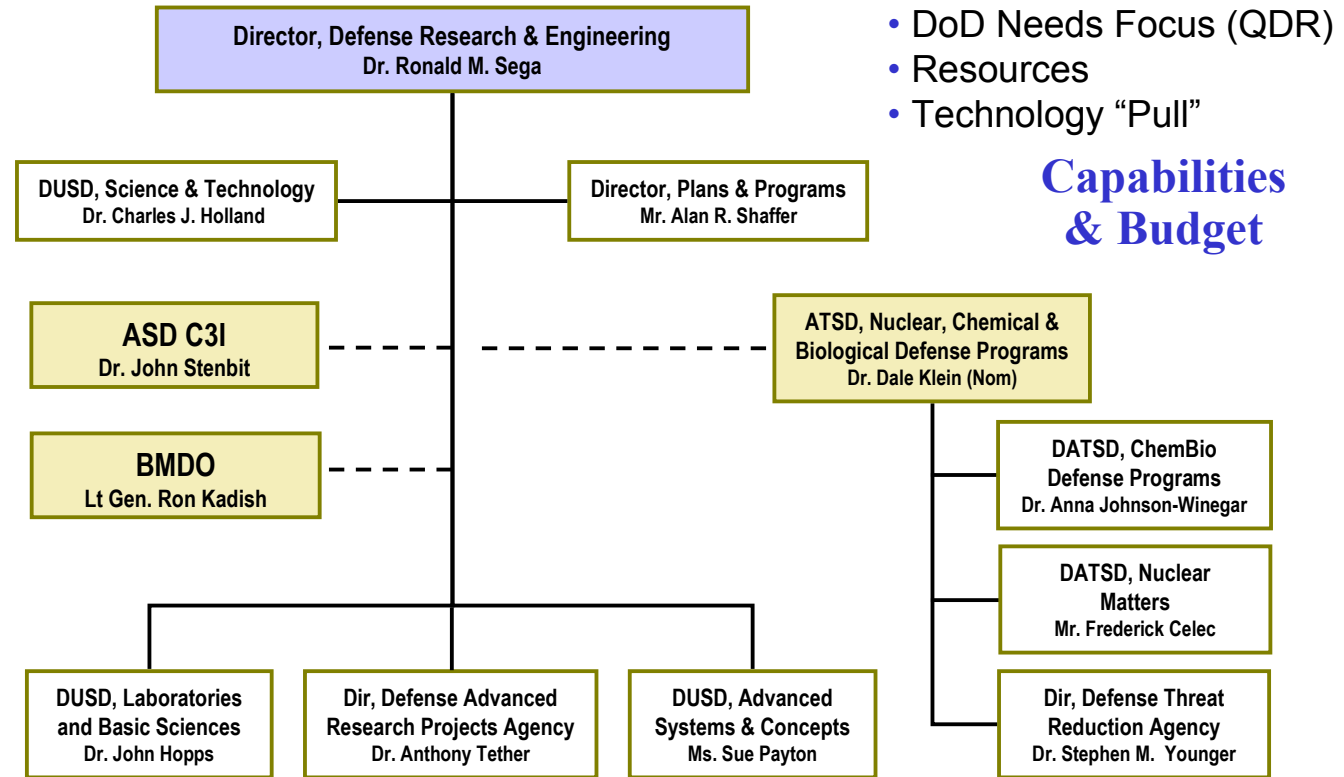 Director, Defense Research & Engineering
Dr. Ronald M. Sega
• DoD Needs Focus (QDR)
• Resources
• Technology “Pull”
Capabilities
& Budget
DUSD, Science & Technology
Dr. Charles J. Holland
Director, Plans & Programs
Mr. Alan R. Shaffer
ASD C3I
Dr. John Stenbit
ATSD, Nuclear, Chemical &
Biological Defense Programs
Dr. Dale Klein (Nom)
BMDO
Lt Gen. Ron Kadish
DATSD, ChemBio
Defense Programs
Dr. Anna Johnson-Winegar
DATSD, Nuclear
Matters
Mr. Frederick Celec
DUSD, Laboratories
and Basic Sciences
Dr. John Hopps
Dir, Defense Advanced
Research Projects Agency
Dr. Anthony Tether
DUSD, Advanced
Systems & Concepts
Ms. Sue Payton
Dir, Defense Threat
Reduction Agency
Dr. Stephen M. Younger